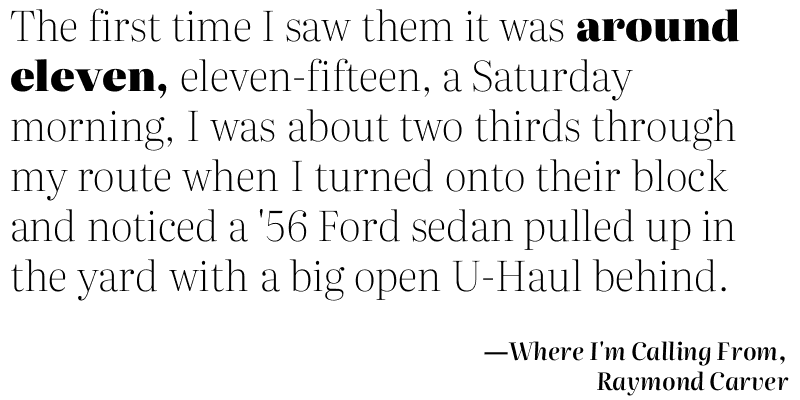 The first time I saw them it was around
eleven, eleven-fifteen, a Saturday
morning, I was about two thirds through
my route when I turned onto their block
and noticed a '56 Ford sedan pulled up in
the yard with a big open U-Haul behind.
—Where I'm Calling From,
Raymond Carver